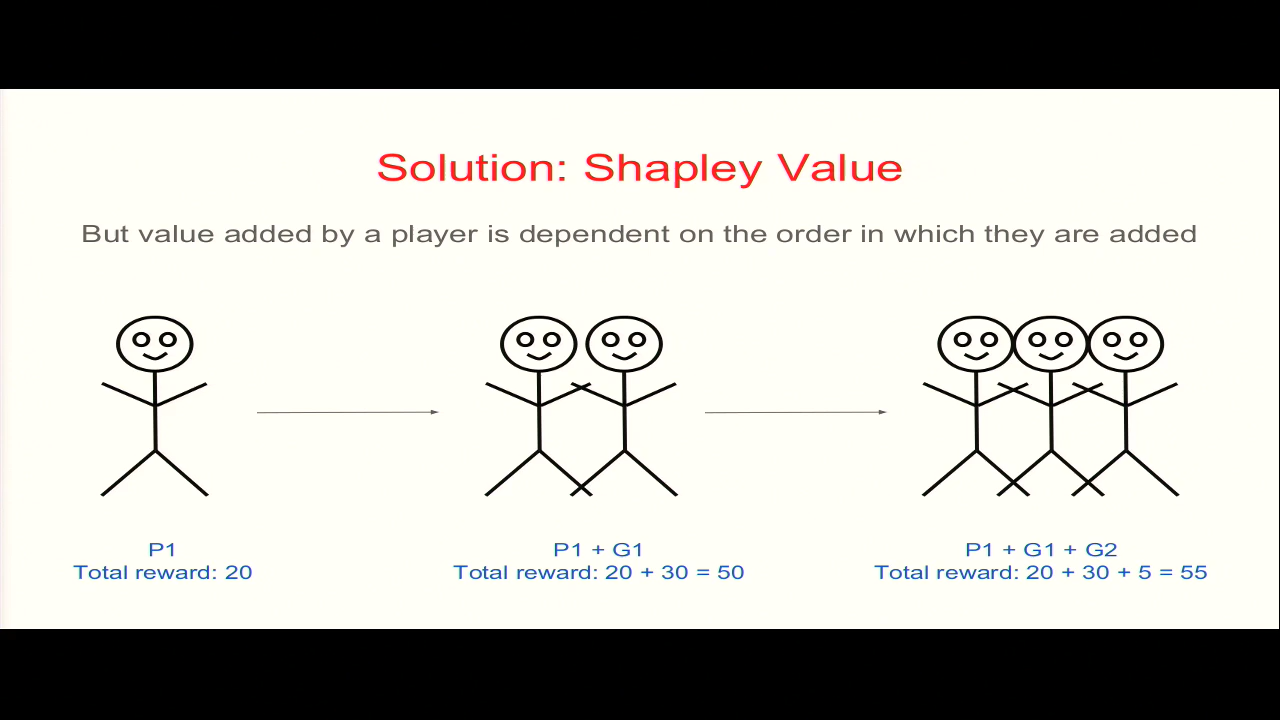 Solution: Shapley Value
But value added by a player is dependent on the order in which they are added
P1
Total reward: 20
P1 + G1
Total reward: 20 + 30 = 50
P1 + G1 + G2
Total reward: 20 + 30 + 5 = 55